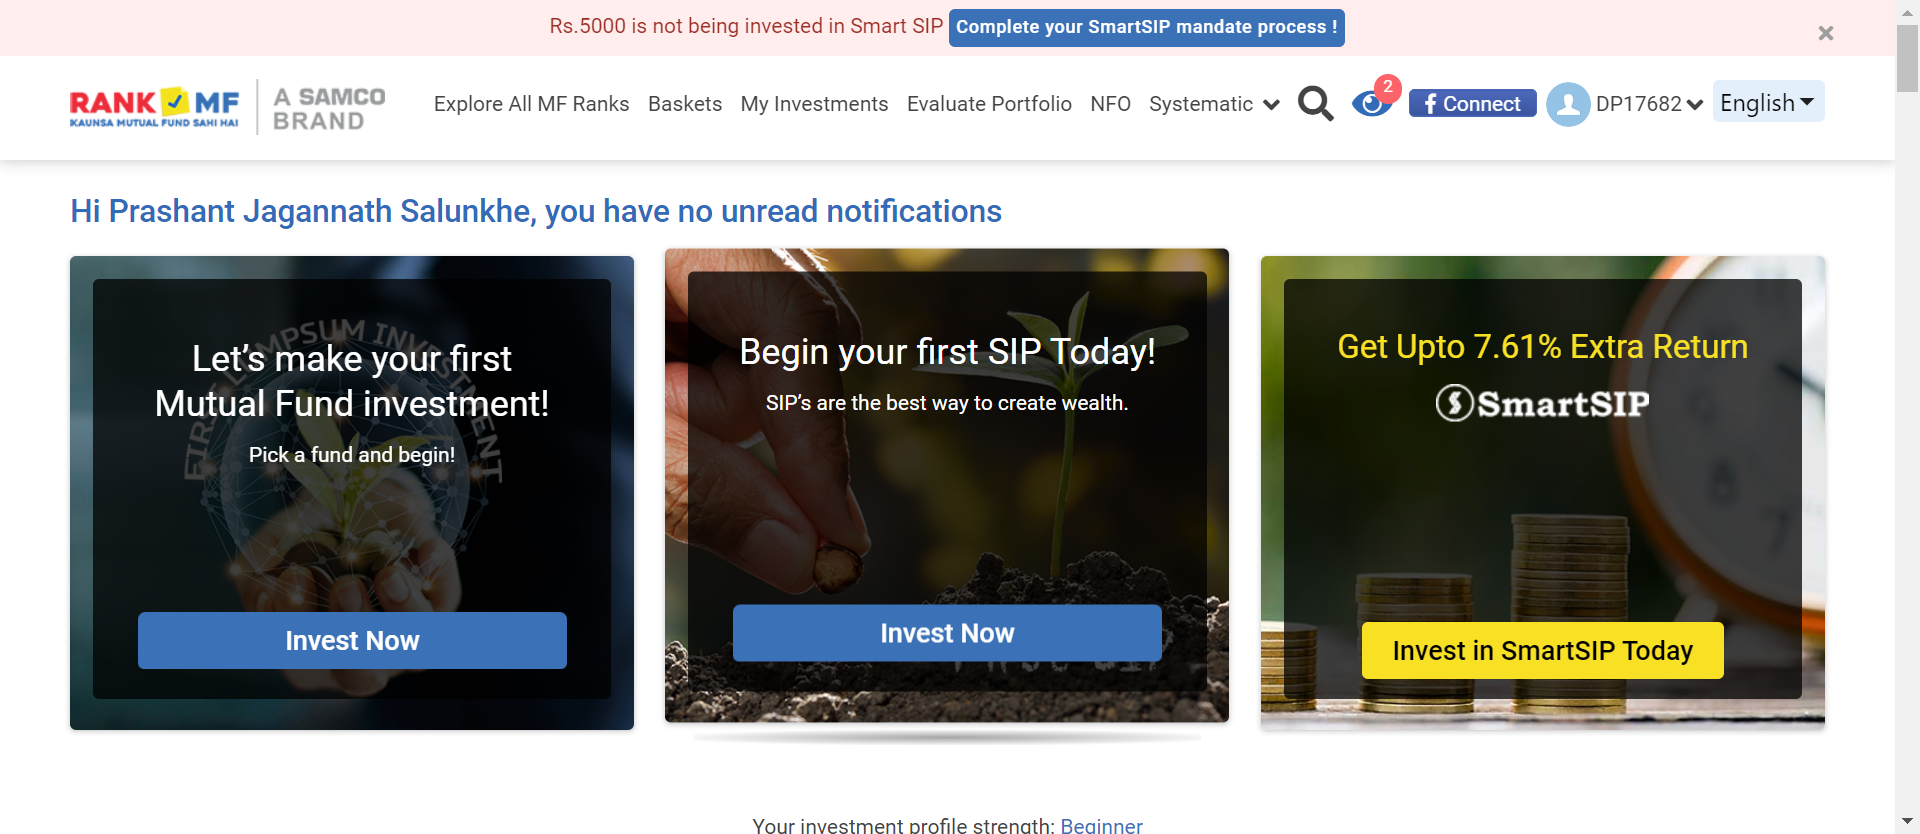 Rs.5000 is not being invested in Smart SIP Complete your SmartSIP mandate process !
×
RANK MF
KAUNSA MUTUAL FUND SAHI HAI
A SAMCO
BRAND
Explore All MF Ranks Baskets My Investments Evaluate Portfolio NFO Systematic 2 f Connect DP17682 English
Hi Prashant Jagannath Salunkhe, you have no unread notifications
FIRST LUMPSUM INVESTMENT
Let’s make your first
Mutual Fund investment!
Pick a fund and begin!
Invest Now
Begin your first SIP Today!
SIP’s are the best way to create wealth.
Invest Now
Get Upto 7.61% Extra Return
SmartSIP
Invest in SmartSIP Today
Your investment profile strength: Beginner